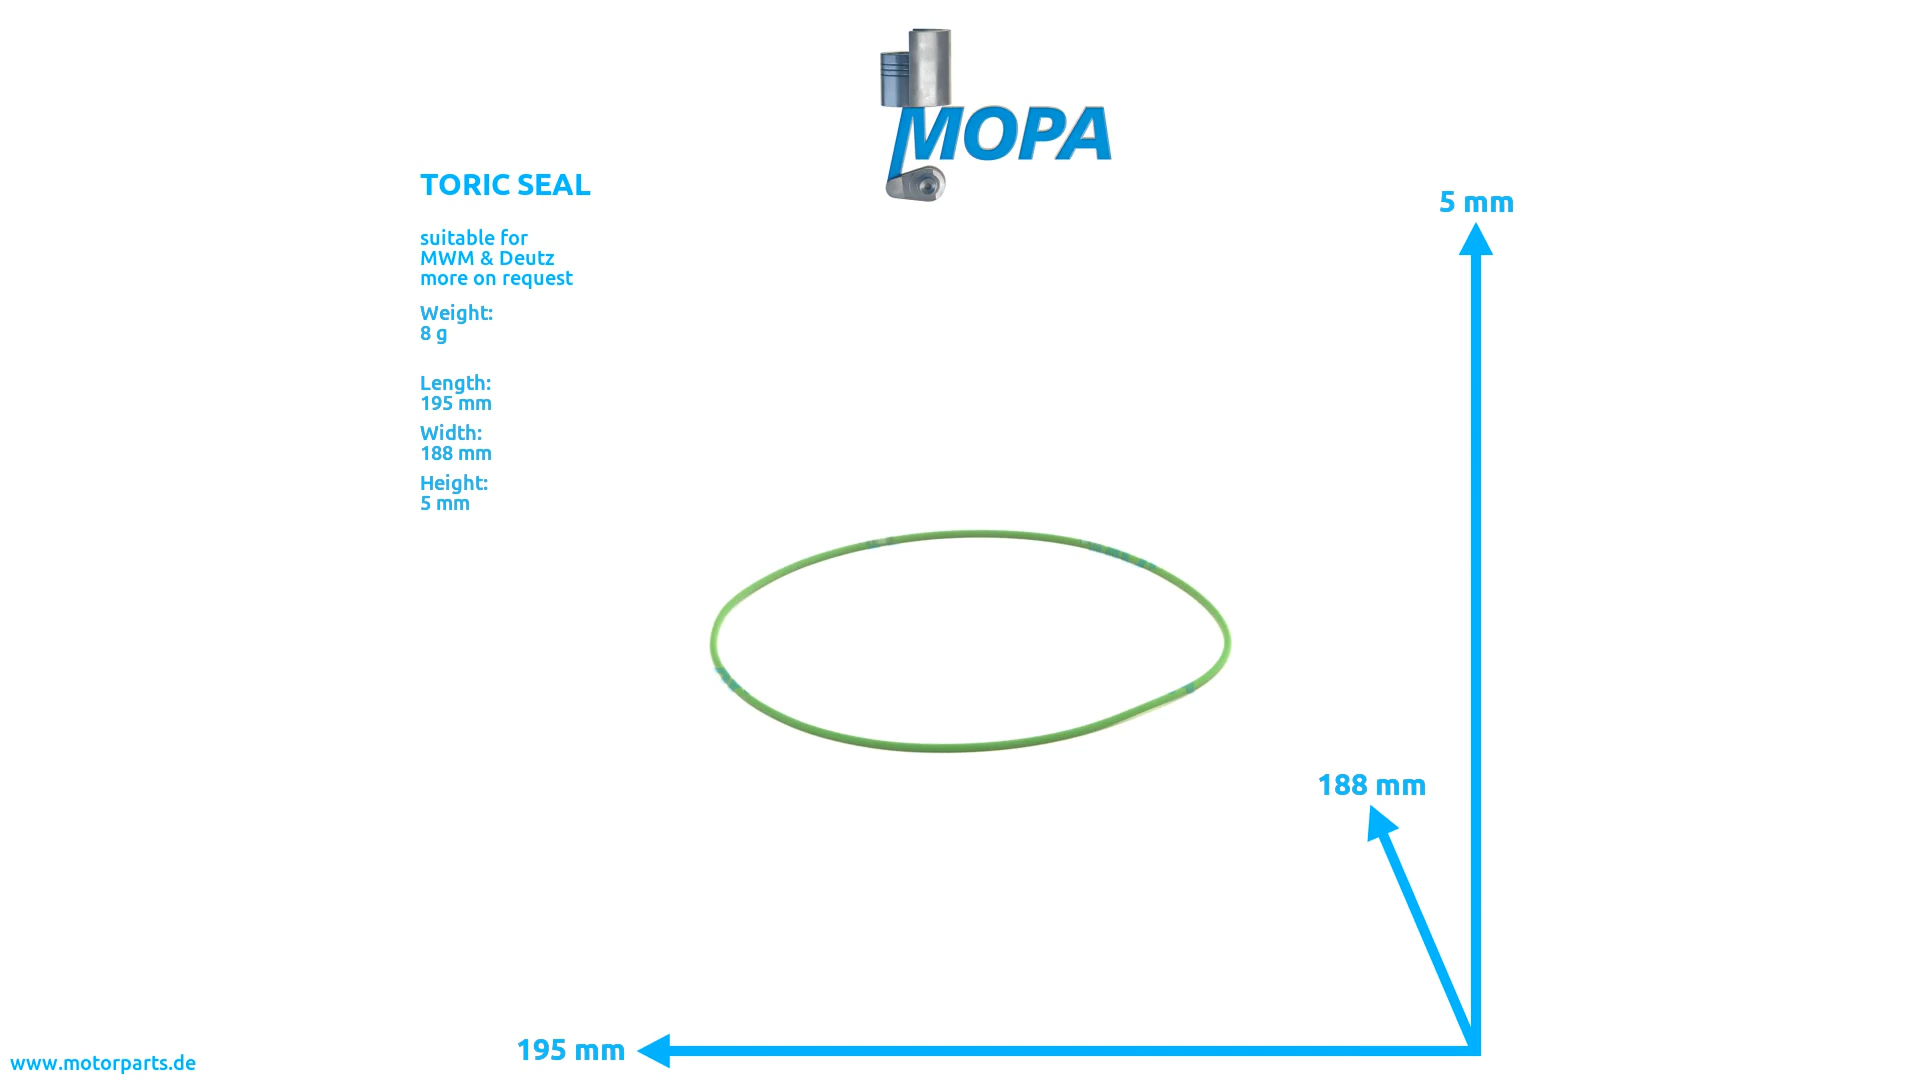 MOPA
TORIC SEAL
suitable for
MWM & Deutz
more on request
Weight:
8 g
Length:
195 mm
Width:
188 mm
Height:
5 mm
5 mm
188 mm
195 mm
www.motorparts.de